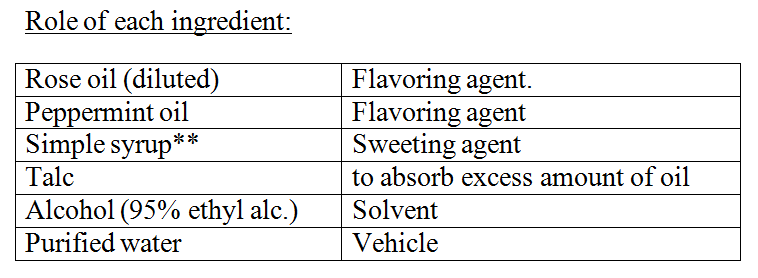 Role of each ingredient:
Rose oil (diluted) Flavoring agent.
Peppermint oil Flavoring agent
Simple syrup** Sweeting agent
Talc to absorb excess amount of oil
Alcohol (95% ethyl alc.) Solvent
Purified water Vehicle